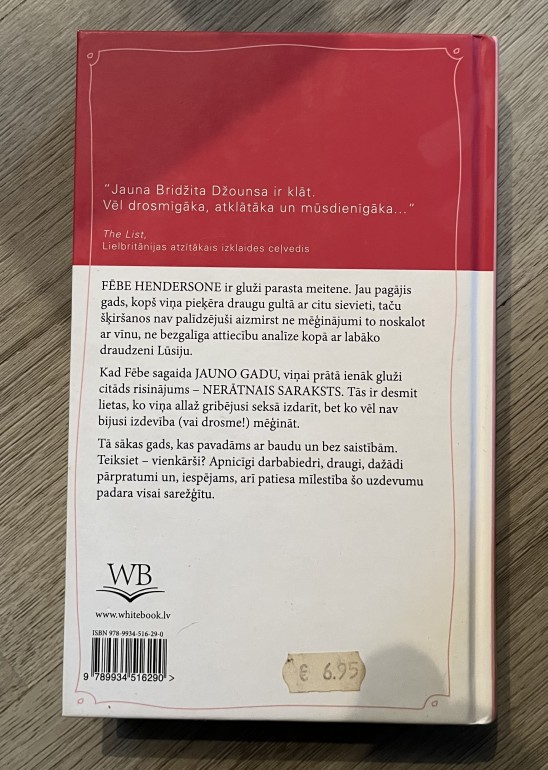 "Jauna Bridžita Džounsa ir klāt.
Vēl drosmīgāka, atklātāka un mūsdienīgāka..."
The List,
Lielbritānijas atzītākais izklaides ceļvedis
FĒBE HENDERSONE ir gluži parasta meitene. Jau pagājis
gads, kopš viņa pieķēra draugu gultā ar citu sievieti, taču
šķiršanos nav palīdzējuši aizmirst ne mēģinājumi to noskalot
ar vīnu, ne bezgalīga attiecību analīze kopā ar labāko
draudzeni Lūsiju.
Kad Fēbe sagaida JAUNO GADU, viņai prātā ienāk gluži
citāds risinājums – NERĀTNAIS SARAKSTS. Tās ir desmit
lietas, ko viņa allaž gribējusi seksā izdarīt, bet ko vēl nav
bijusi izdevība (vai drosme!) mēģināt.
Tā sākas gads, kas pavadāms ar baudu un bez saistībām.
Teiksiet – vienkārši? Apnicīgi darbabiedri, draugi, dažādi
pārpratumi un, iespējams, arī patiesa mīlestība šo uzdevumu
padara visai sarežģītu.
WB
www.whitebook.lv
ISBN 978-9934-516-29-0
9 789934 516290 >
€ 6.95